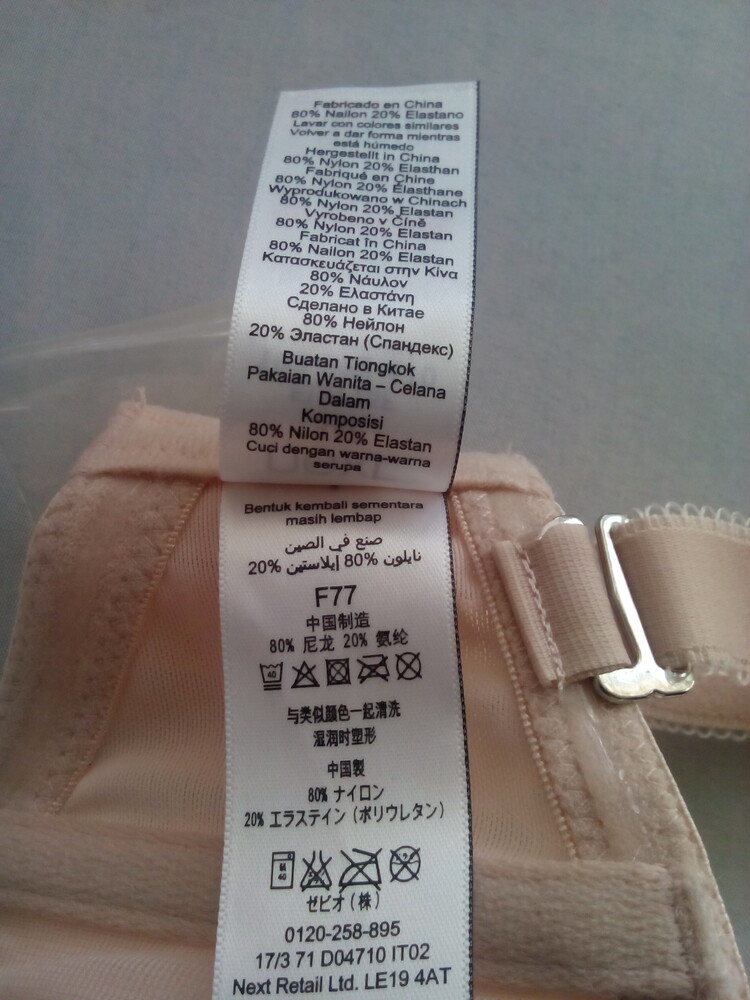 Fabricado en China
80% Nailon 20% Elastano
Lavar con colores similares
Volver a dar forma mientras
está húmedo
Hergestellt in China
80% Nylon 20% Elasthan
Fabriqué en Chine
80% Nylon 20% Élasthane
Wyprodukowano w Chinach
80% Nylon 20% Elastan
Vyrobeno v Číně
80% Nylon 20% Elastan
Fabricat în China
80% Nailon 20% Elastan
Κατασκευάζεται στην Κίνα
80% Νάυλον
20% Ελαστάνη
Сделано в Китае
80% Нейлон
20% Эластан (Спандекс)
Buatan Tiongkok
Pakaian Wanita – Celana
Dalam
Komposisi
80% Nilon 20% Elastan
Cuci dengan warna-warna
serupa
Bentuk kembali sementara
masih lembap
صنع في الصين
نايلون %80 إيلاستين %20
F77
中国制造
80% 尼龙 20% 氨纶
40
与类似颜色一起清洗
湿润时塑形
中国製
80% ナイロン
20% エラステイン (ポリウレタン)
弱
40
ゼビオ (株)
0120-258-895
17/3 71 D04710 IT02
Next Retail Ltd. LE19 4AT